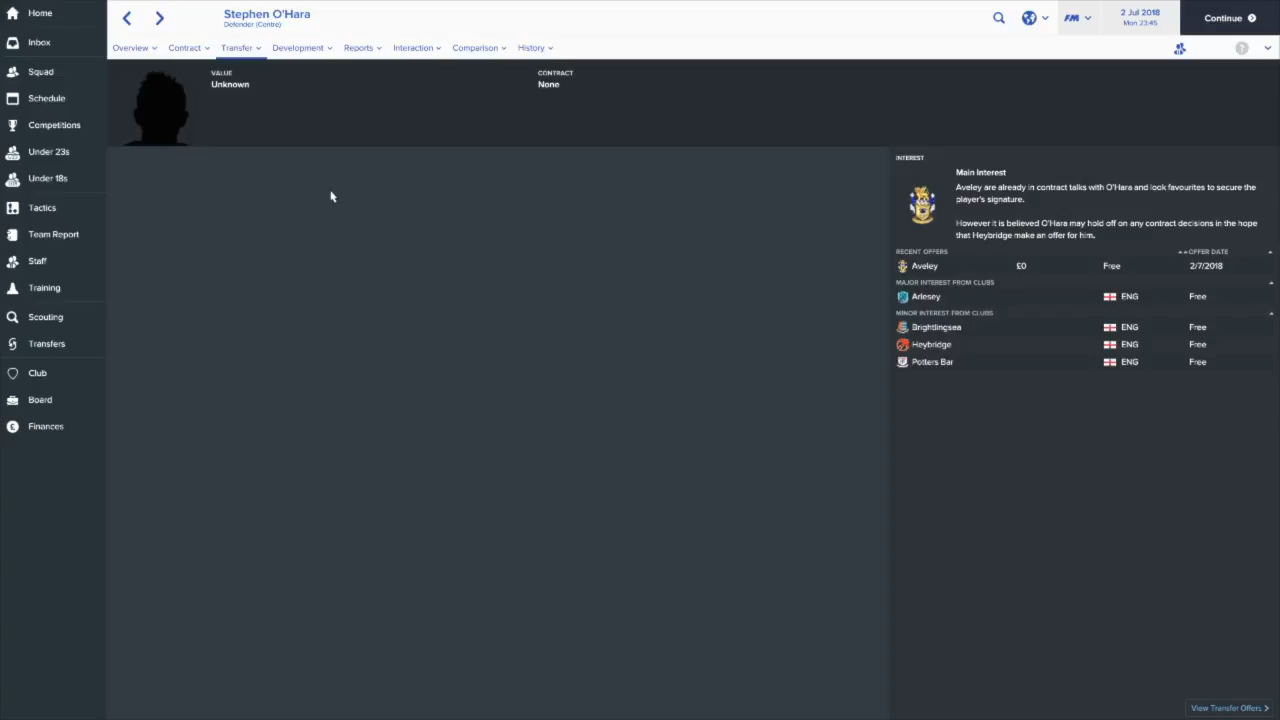 Home
Inbox
Squad
Schedule
Competitions
Under 23s
Under 18s
Tactics
Team Report
Staff
Training
Scouting
Transfers
Club
Board
Finances
Stephen O'Hara
Defender (Centre)
FM
2 Jul 2018
Mon 23:45
Continue
Overview
Contract
Transfer
Development
Reports
Interaction
Comparison
History
?
VALUE
Unknown
CONTRACT
None
INTEREST
Main Interest
Aveley are already in contract talks with O'Hara and look favourites to secure the
player's signature.
However it is believed O'Hara may hold off on any contract decisions in the hope
that Heybridge make an offer for him.
RECENT OFFERS OFFER DATE
Aveley £0 Free 2/7/2018
MAJOR INTEREST FROM CLUBS
Arlesey ENG Free
MINOR INTEREST FROM CLUBS
Brightlingsea ENG Free
Heybridge ENG Free
Potters Bar ENG Free
View Transfer Offers